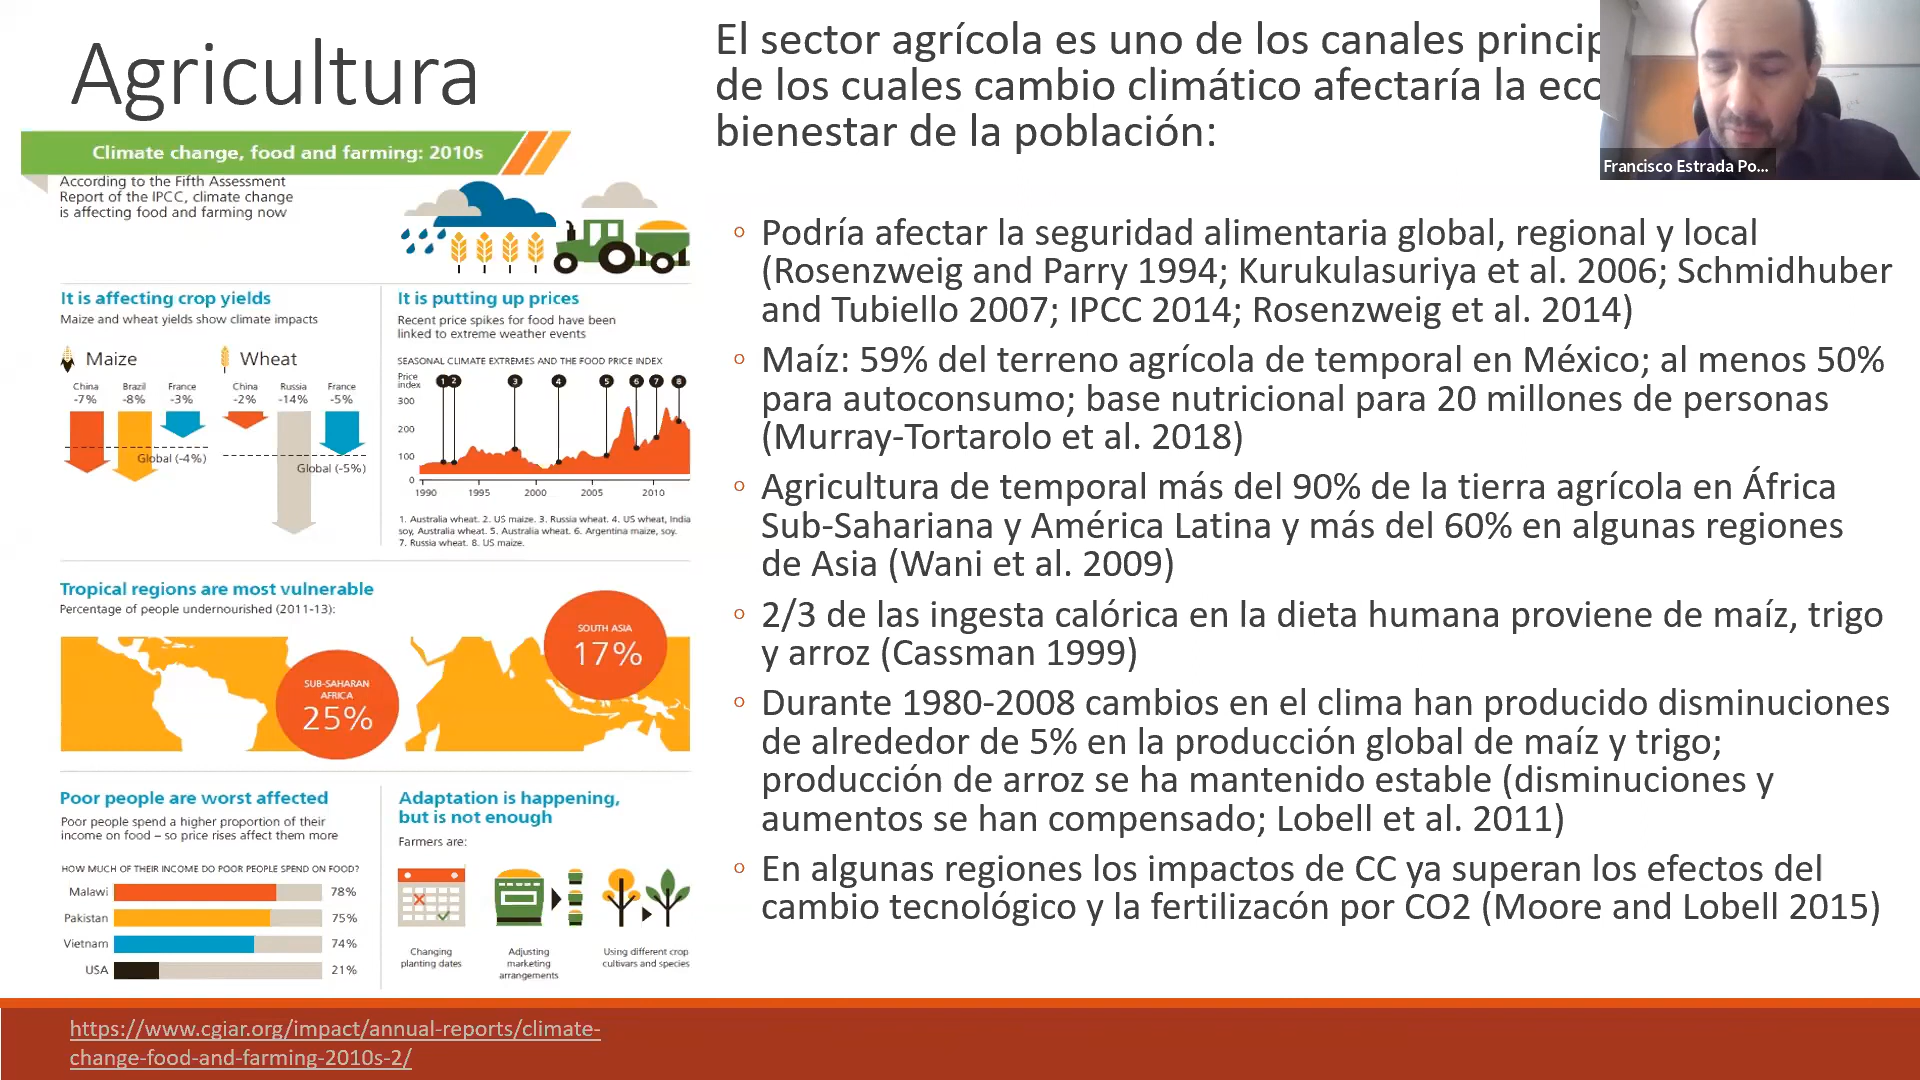 Agricultura
Climate change, food and farming: 2010s
According to the Fifth Assessment
Report of the IPCC, climate change
is affecting food and farming now
It is affecting crop yields
Maize and wheat yields show climate impacts
Maize
Wheat
China
-7%
Brazil
-8%
France
-3%
China
-2%
Russia
-14%
France
-5%
Global (-4%)
Global (-5%)
It is putting up prices
Recent price spikes for food have been
linked to extreme weather events
SEASONAL CLIMATE EXTREMES AND THE FOOD PRICE INDEX
Price
index
1 2 3 4 5 6 7 8
300
200
100
0
1990 1995 2000 2005 2010
1. Australia wheat. 2. US maize. 3. Russia wheat. 4. US wheat, India
soy, Australia wheat. 5. Australia wheat. 6. Argentina maize, soy.
7. Russia wheat. 8. US maize.
Tropical regions are most vulnerable
Percentage of people undernourished (2011-13):
SUB-SAHARAN
AFRICA
25%
SOUTH ASIA
17%
Poor people are worst affected
Poor people spend a higher proportion of their
income on food – so price rises affect them more
HOW MUCH OF THEIR INCOME DO POOR PEOPLE SPEND ON FOOD?
Malawi 78%
Pakistan 75%
Vietnam 74%
USA 21%
Adaptation is happening,
but is not enough
Farmers are:
Changing
planting dates
Adjusting
marketing
arrangements
Using different crop
cultivars and species
https://www.cgiar.org/impact/annual-reports/climate-
change-food-and-farming-2010s-2/
El sector agrícola es uno de los canales
de los cuales cambio climático afectaría la
bienestar de la población:
Francisco Estrada Po...
Podría afectar la seguridad alimentaria global, regional y local
(Rosenzweig and Parry 1994; Kurukulasuriya et al. 2006; Schmidhuber
and Tubiello 2007; IPCC 2014; Rosenzweig et al. 2014)
Maíz: 59% del terreno agrícola de temporal en México; al menos 50%
para autoconsumo; base nutricional para 20 millones de personas
(Murray-Tortarolo et al. 2018)
Agricultura de temporal más del 90% de la tierra agrícola en África
Sub-Sahariana y América Latina y más del 60% en algunas regiones
de Asia (Wani et al. 2009)
2/3 de las ingesta calórica en la dieta humana proviene de maíz, trigo
y arroz (Cassman 1999)
Durante 1980-2008 cambios en el clima han producido disminuciones
de alrededor de 5% en la producción global de maíz y trigo;
producción de arroz se ha mantenido estable (disminuciones y
aumentos se han compensado; Lobell et al. 2011)
En algunas regiones los impactos de CC ya superan los efectos del
cambio tecnológico y la fertilizacón por CO2 (Moore and Lobell 2015)